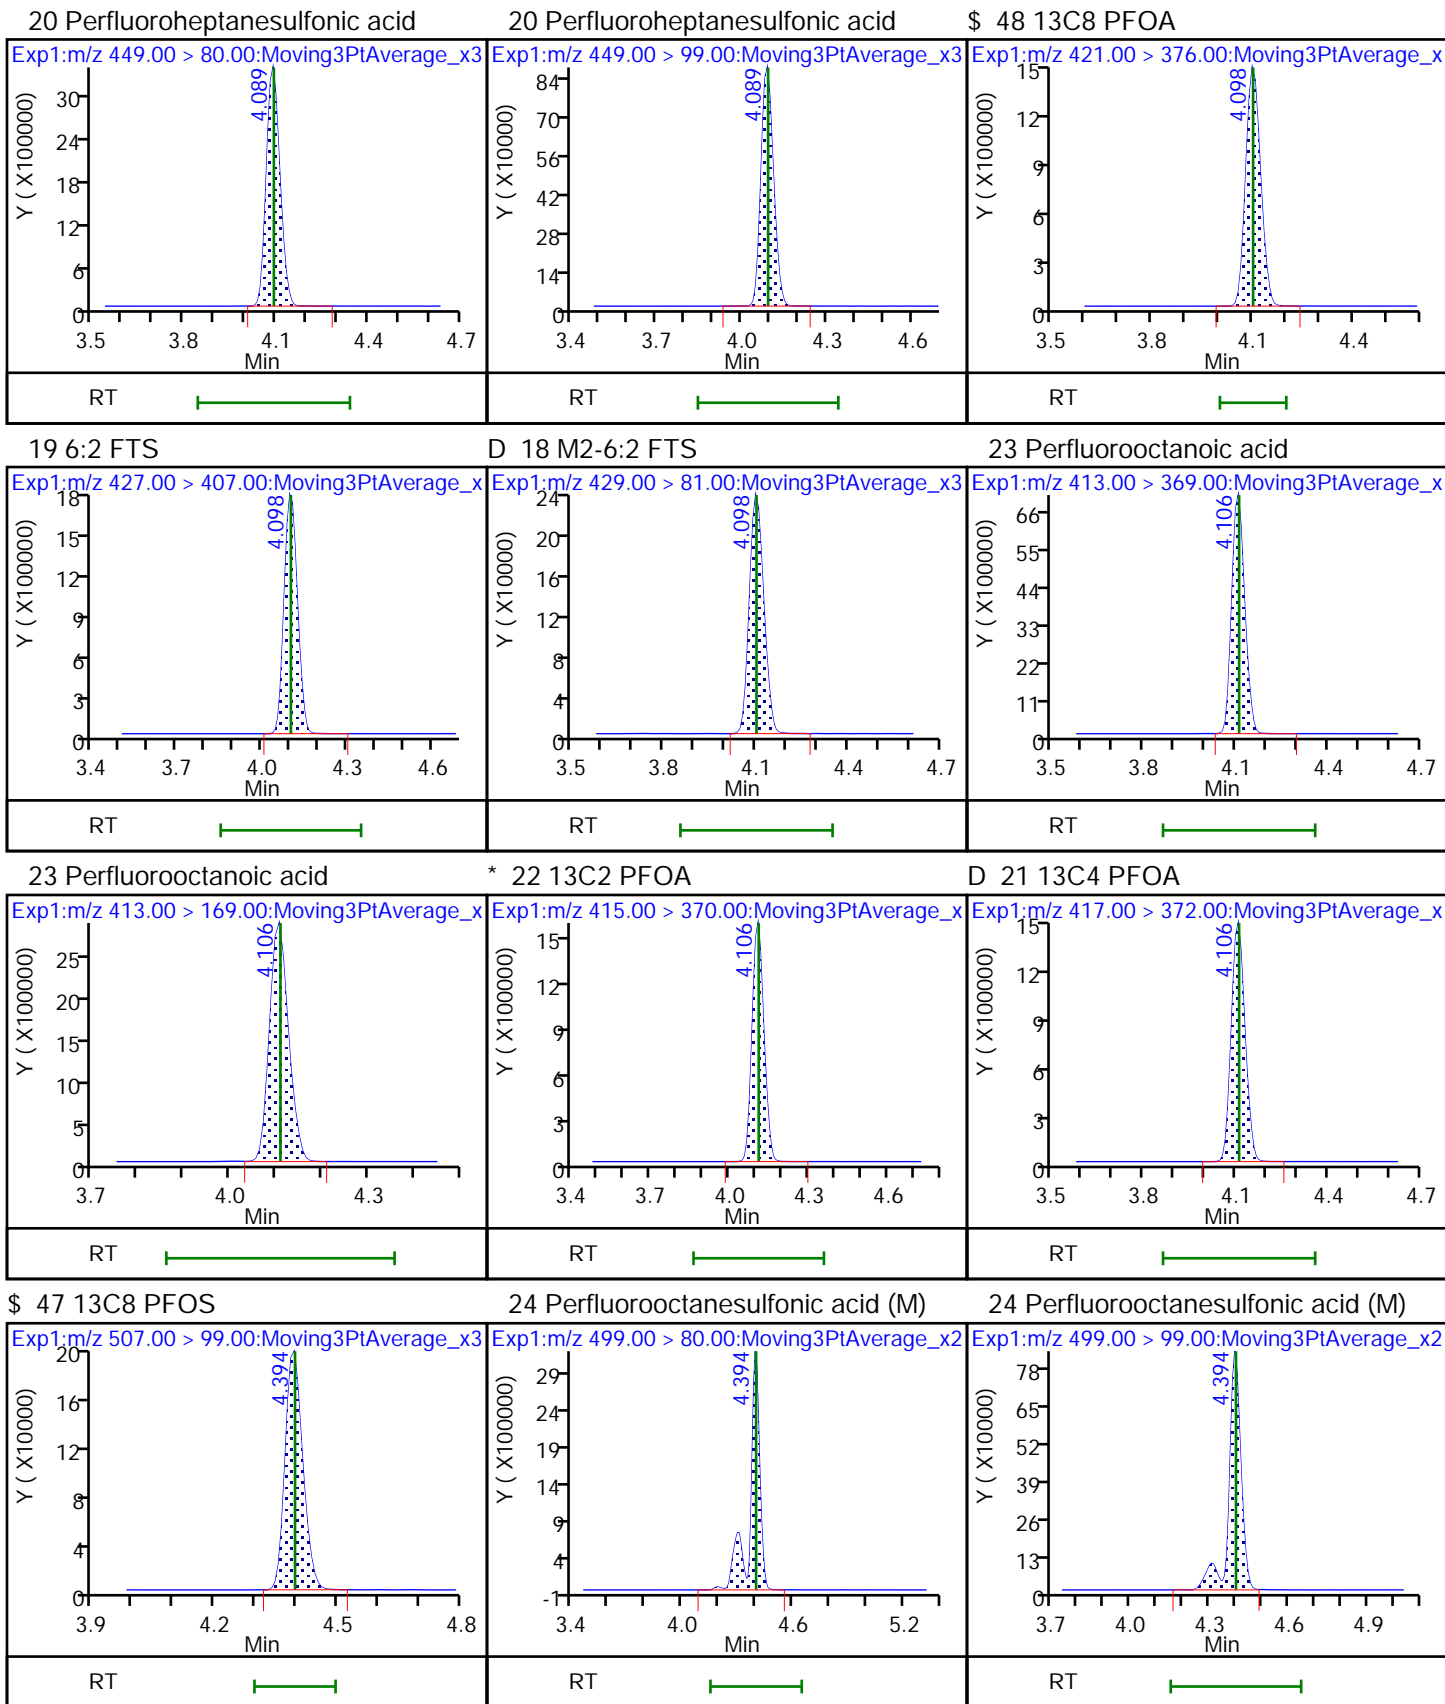 20 Perfluoroheptanesulfonic acid
Exp1:m/z 449.00 > 80.00:Moving3PtAverage_x3
Y ( X100000)
30
24
18
12
6
0
4.089
3.5 3.8 4.1 4.4 4.7
Min
RT
20 Perfluoroheptanesulfonic acid
Exp1:m/z 449.00 > 99.00:Moving3PtAverage_x3
Y ( X10000)
84
70
56
42
28
14
0
4.089
3.4 3.7 4.0 4.3 4.6
Min
RT
$ 48 13C8 PFOA
Exp1:m/z 421.00 > 376.00:Moving3PtAverage_x
Y ( X100000)
15
12
9
6
3
0
4.098
3.5 3.8 4.1 4.4
Min
RT
19 6:2 FTS
Exp1:m/z 427.00 > 407.00:Moving3PtAverage_x
Y ( X100000)
18
15
12
9
6
3
0
4.098
3.4 3.7 4.0 4.3 4.6
Min
RT
D 18 M2-6:2 FTS
Exp1:m/z 429.00 > 81.00:Moving3PtAverage_x3
Y ( X10000)
24
20
16
12
8
4
0
4.098
3.5 3.8 4.1 4.4 4.7
Min
RT
23 Perfluorooctanoic acid
Exp1:m/z 413.00 > 369.00:Moving3PtAverage_x
Y ( X100000)
66
55
44
33
22
11
0
4.106
3.5 3.8 4.1 4.4 4.7
Min
RT
23 Perfluorooctanoic acid
Exp1:m/z 413.00 > 169.00:Moving3PtAverage_x
Y ( X100000)
25
20
15
10
5
0
4.106
3.7 4.0 4.3
Min
RT
* 22 13C2 PFOA
Exp1:m/z 415.00 > 370.00:Moving3PtAverage_x
Y ( X100000)
15
12
9
6
3
0
4.106
3.4 3.7 4.0 4.3 4.6
Min
RT
D 21 13C4 PFOA
Exp1:m/z 417.00 > 372.00:Moving3PtAverage_x
Y ( X100000)
15
12
9
6
3
0
4.106
3.5 3.8 4.1 4.4 4.7
Min
RT
$ 47 13C8 PFOS
Exp1:m/z 507.00 > 99.00:Moving3PtAverage_x3
Y ( X10000)
20
16
12
8
4
0
4.394
3.9 4.2 4.5 4.8
Min
RT
24 Perfluorooctanesulfonic acid (M)
Exp1:m/z 499.00 > 80.00:Moving3PtAverage_x2
Y ( X100000)
29
24
19
14
9
4
-1
4.394
3.4 4.0 4.6 5.2
Min
RT
24 Perfluorooctanesulfonic acid (M)
Exp1:m/z 499.00 > 99.00:Moving3PtAverage_x2
Y ( X10000)
78
65
52
39
26
13
0
4.394
3.7 4.0 4.3 4.6 4.9
Min
RT